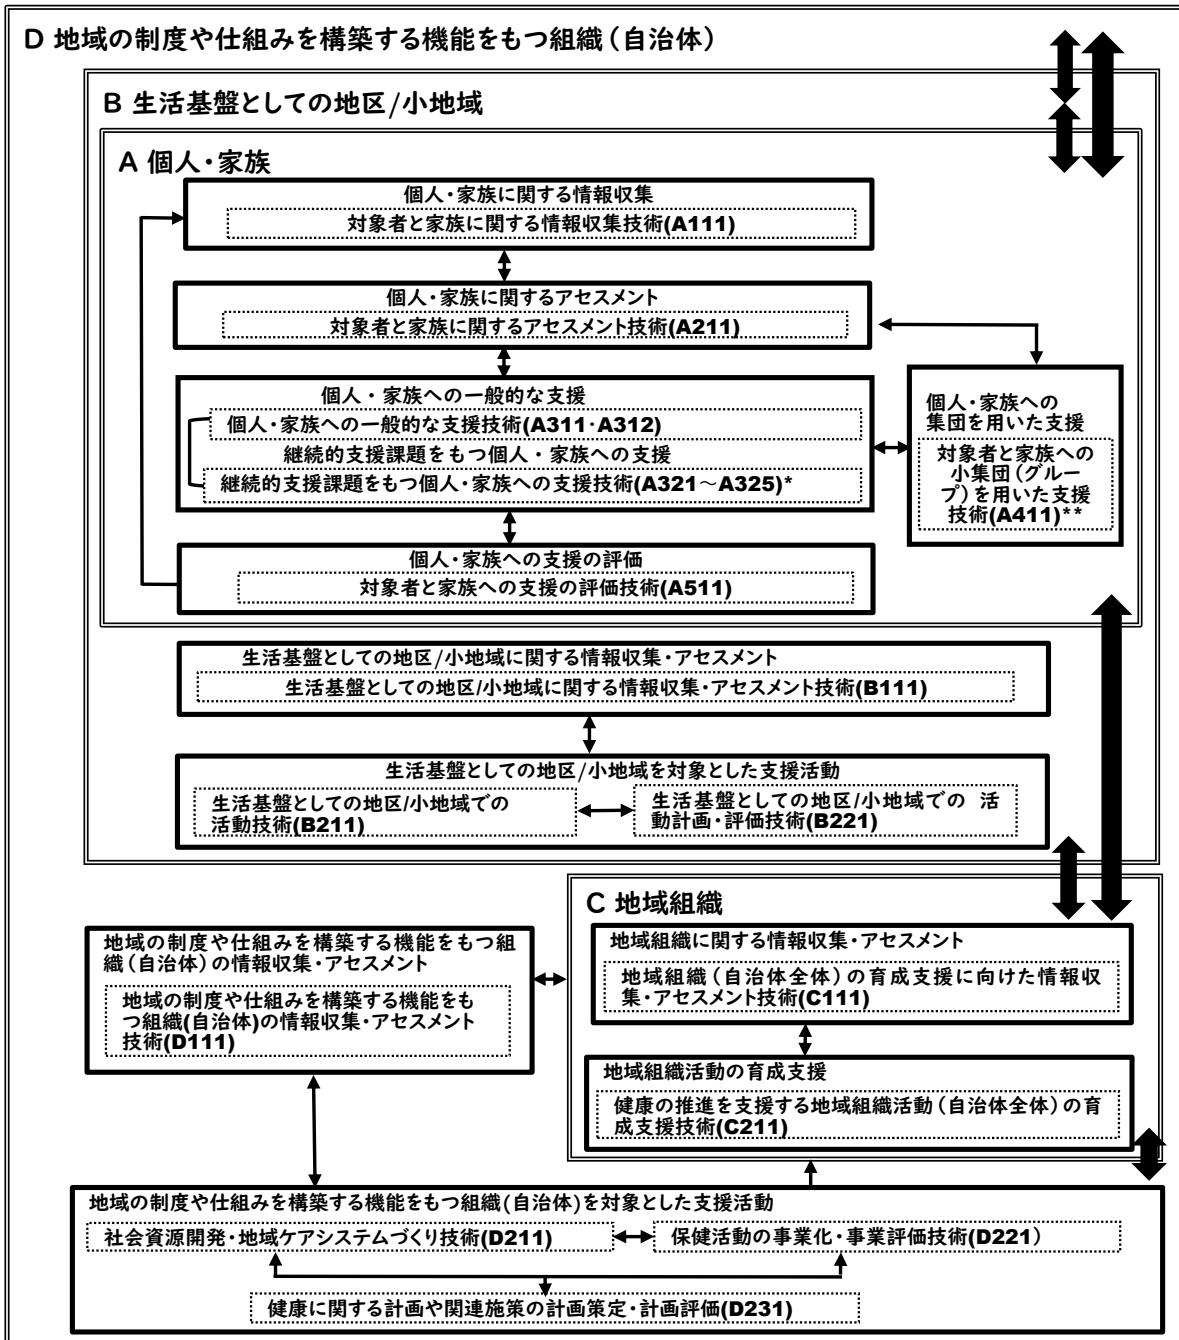 D 地域の制度や仕組みを構築する機能をもつ組織(自治体)
B 生活基盤としての地区/小地域
A 個人・家族
個人・家族に関する情報収集
対象者と家族に関する情報収集技術(A111)
個人・家族に関するアセスメント
対象者と家族に関するアセスメント技術(A211)
個人・家族への一般的な支援
個人・家族への一般的な支援技術(A311・A312)
継続的支援課題をもつ個人・家族への支援
継続的支援課題をもつ個人・家族への支援技術(A321～A325)*
個人・家族への
集団を用いた支援
対象者と家族への
小集団(グルー
プ)を用いた支援
技術(A411)**
個人・家族への支援の評価
対象者と家族への支援の評価技術(A511)
生活基盤としての地区/小地域に関する情報収集・アセスメント
生活基盤としての地区/小地域に関する情報収集・アセスメント技術(B111)
生活基盤としての地区/小地域を対象とした支援活動
生活基盤としての地区/小地域での
活動技術(B211)
生活基盤としての地区/小地域での 活
動計画・評価技術(B221)
C 地域組織
地域組織に関する情報収集・アセスメント
地域組織(自治体全体)の育成支援に向けた情報収
集・アセスメント技術(C111)
地域組織活動の育成支援
健康の推進を支援する地域組織活動(自治体全体)の育
成支援技術(C211)
地域の制度や仕組みを構築する機能をもつ組
織(自治体)の情報収集・アセスメント
地域の制度や仕組みを構築する機能をも
つ組織(自治体)の情報収集・アセスメント
技術(D111)
地域の制度や仕組みを構築する機能をもつ組織(自治体)を対象とした支援活動
社会資源開発・地域ケアシステムづくり技術(D211)
保健活動の事業化・事業評価技術(D221)
健康に関する計画や関連施策の計画策定・計画評価(D231)